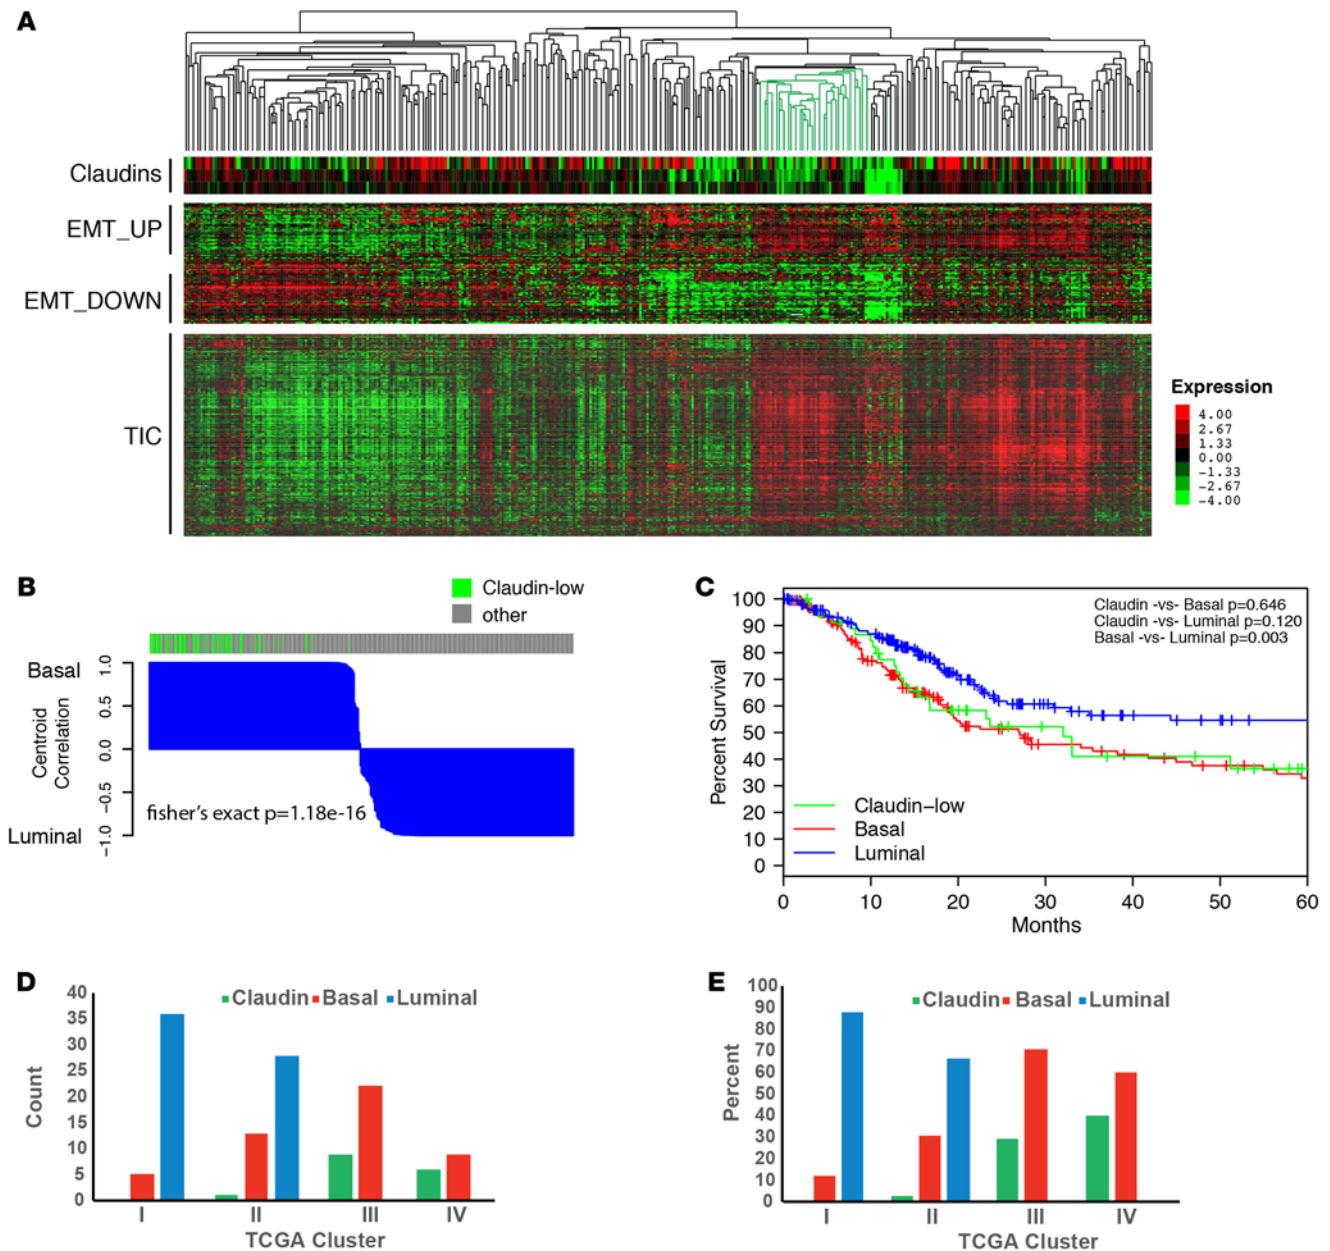 A
Claudins
EMT_UP
EMT_DOWN
TIC
Expression
4.00
2.67
1.33
0.00
-1.33
-2.67
-4.00
B
Claudin-low
other
Basal
Luminal
Centroid
Correlation
1.0
0.5
0.0
−0.5
−1.0
fisher's exact p=1.18e-16
C
Claudin -vs- Basal p=0.646
Claudin -vs- Luminal p=0.120
Basal -vs- Luminal p=0.003
Percent Survival
100
90
80
70
60
50
40
30
20
10
0
Claudin−low
Basal
Luminal
0 10 20 30 40 50 60
Months
D
Claudin Basal Luminal
Count
40
35
30
25
20
15
10
5
0
I II III IV
TCGA Cluster
E
Claudin Basal Luminal
Percent
100
90
80
70
60
50
40
30
20
10
0
I II III IV
TCGA Cluster